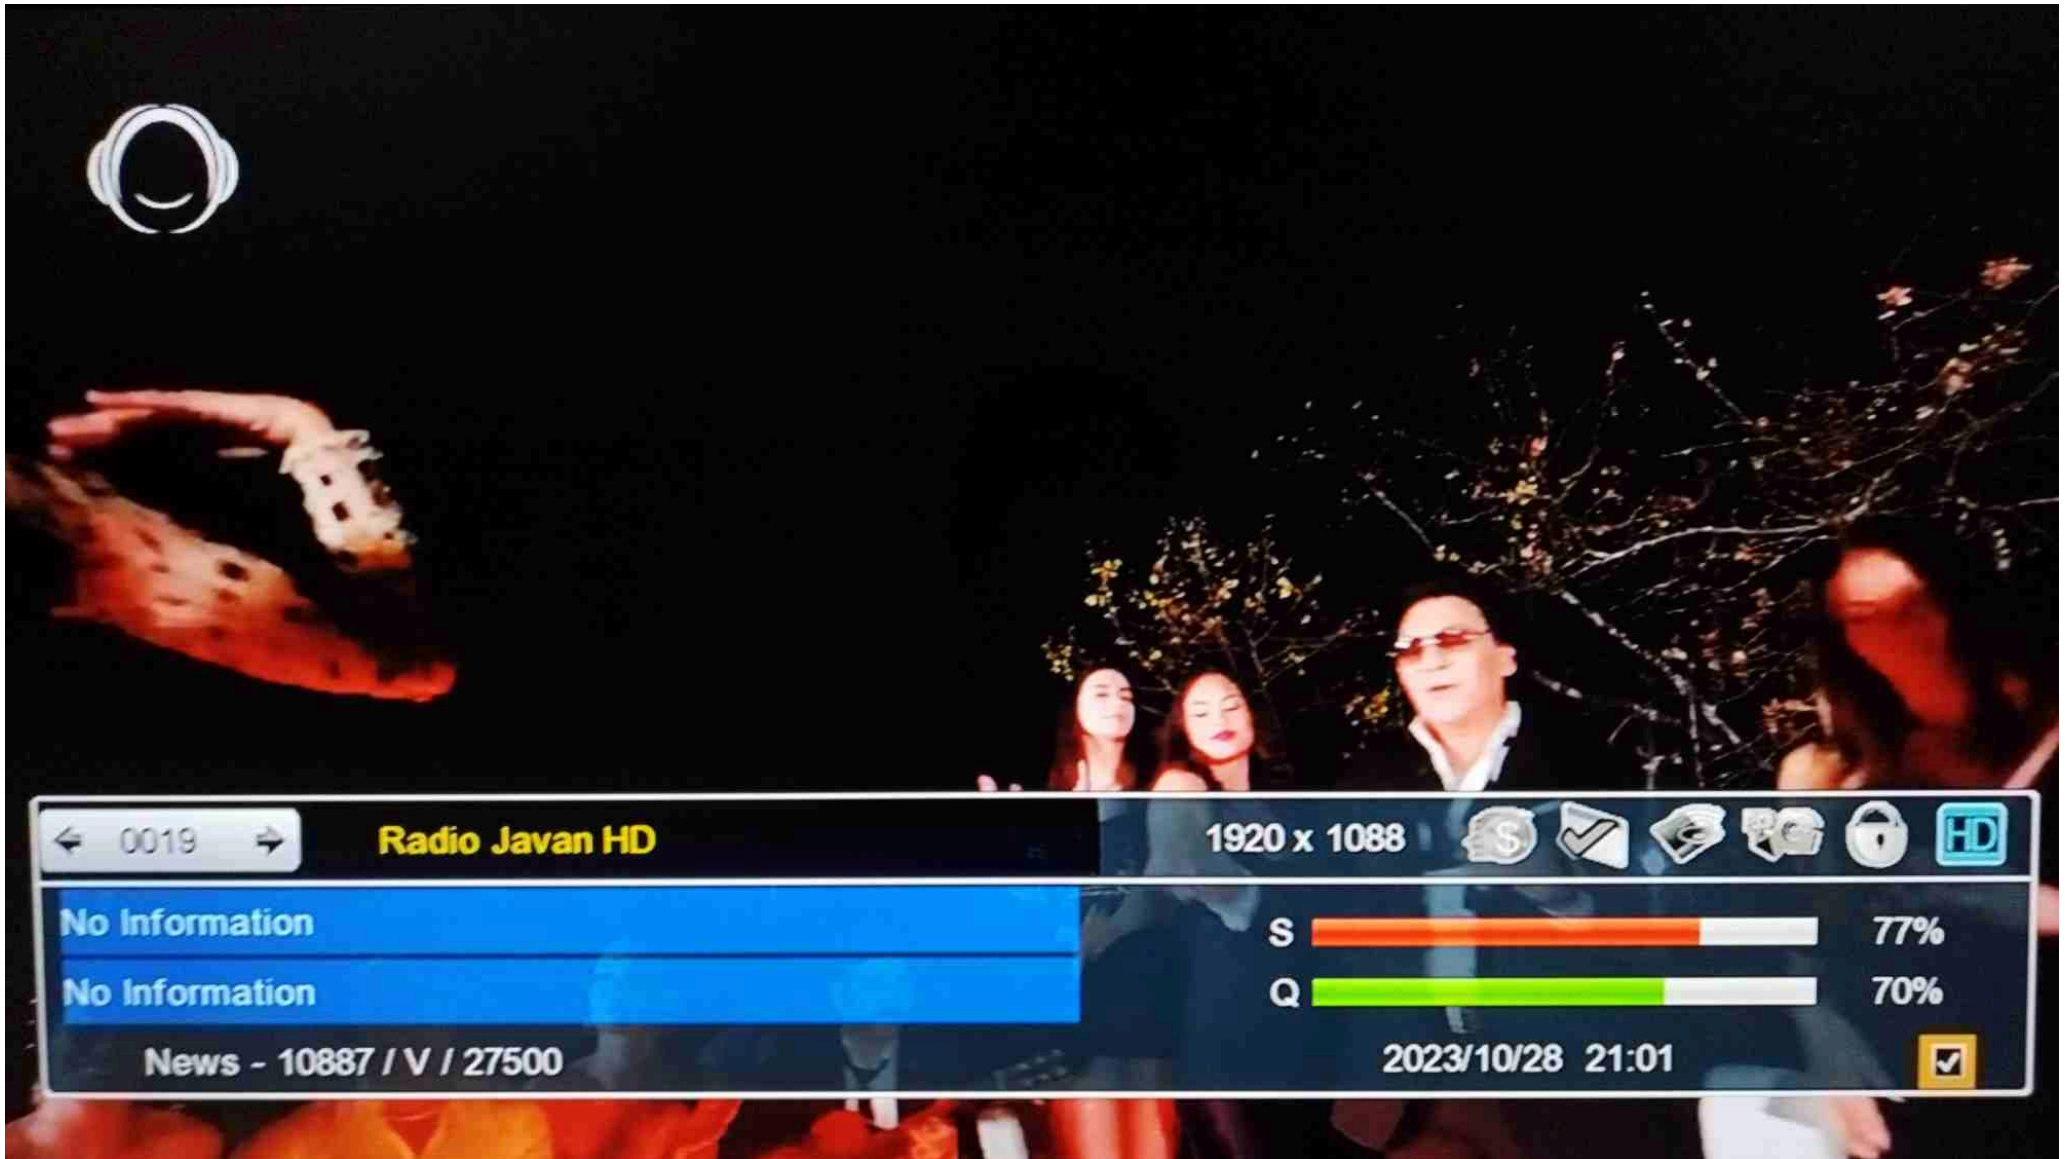 0019
Radio Javan HD
1920 x 1088
$
HD
No Information
No Information
S
77%
Q
70%
News - 10887 / V / 27500
2023/10/28 21:01